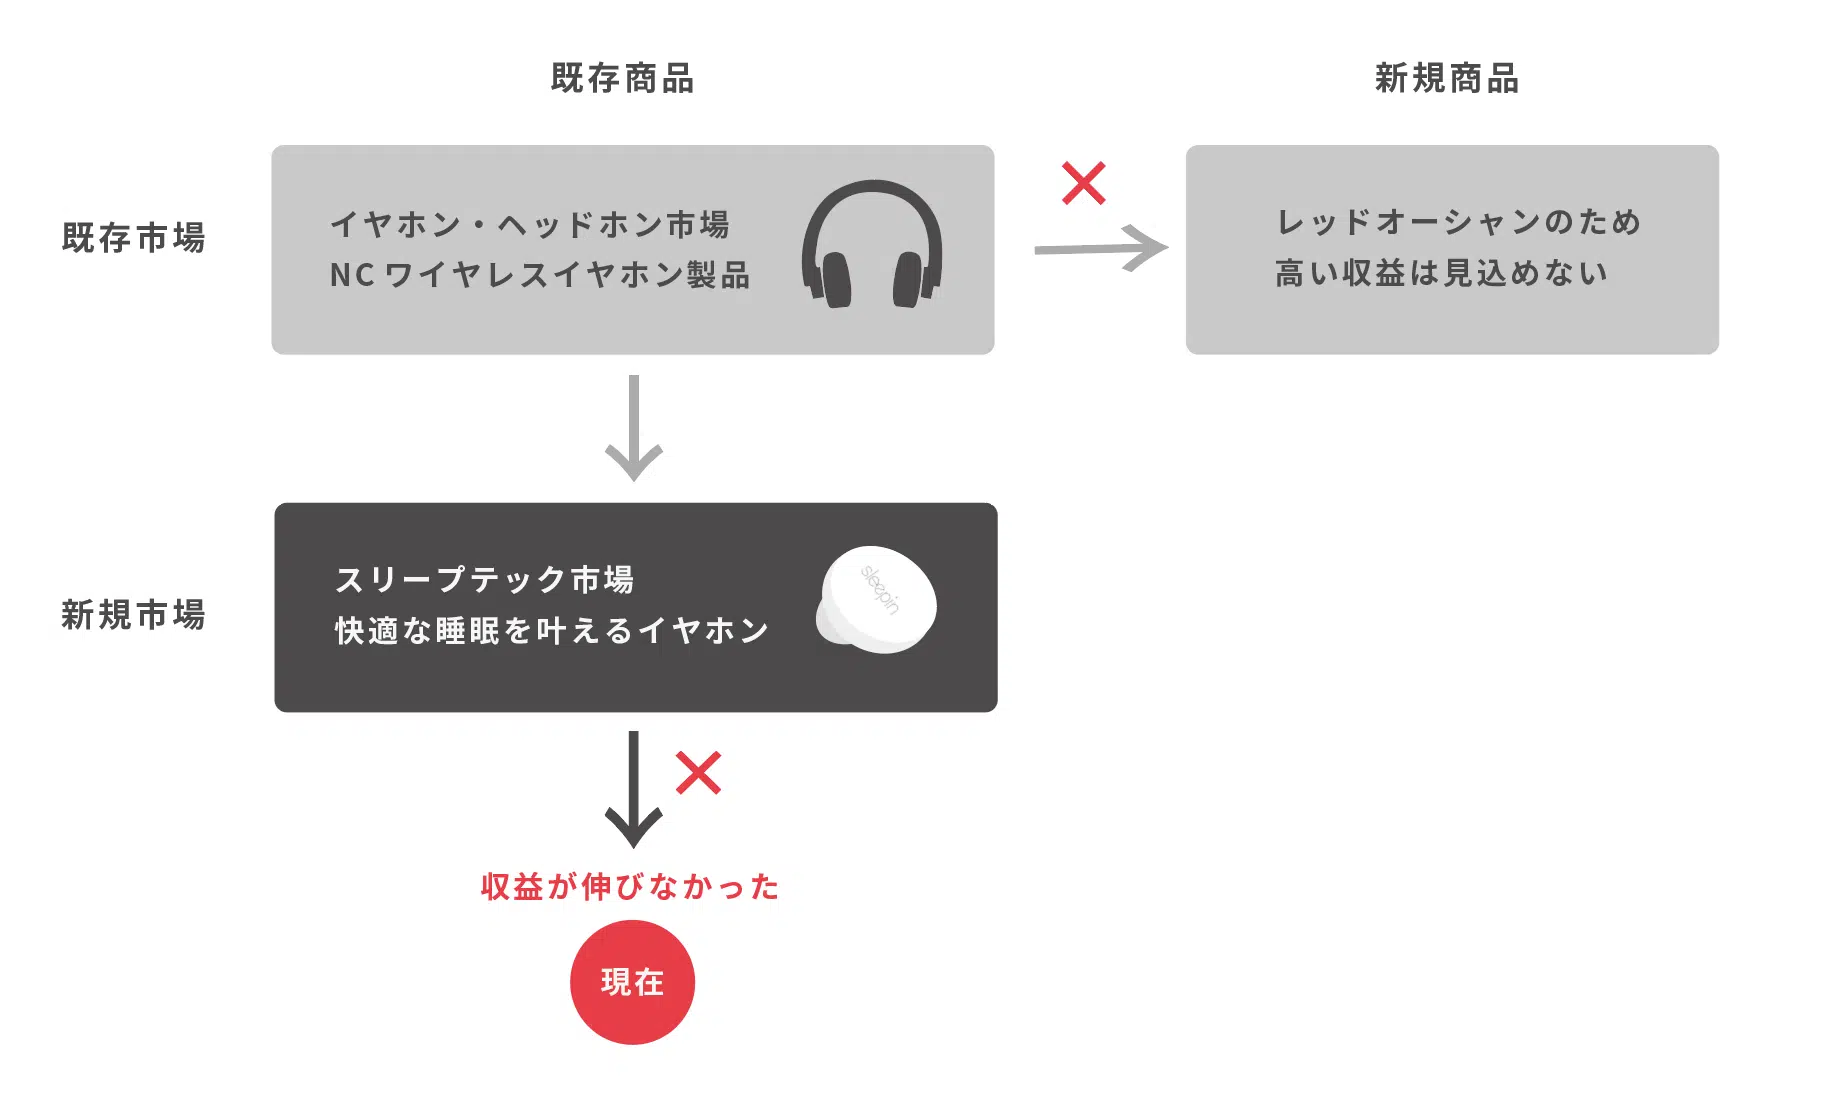 既存商品
新規商品
既存市場
イヤホン・ヘッドホン市場
NCワイヤレスイヤホン製品
レッドオーシャンのため
高い収益は見込めない
新規市場
スリープテック市場
快適な睡眠を叶えるイヤホン
sleepin
収益が伸びなかった
現在